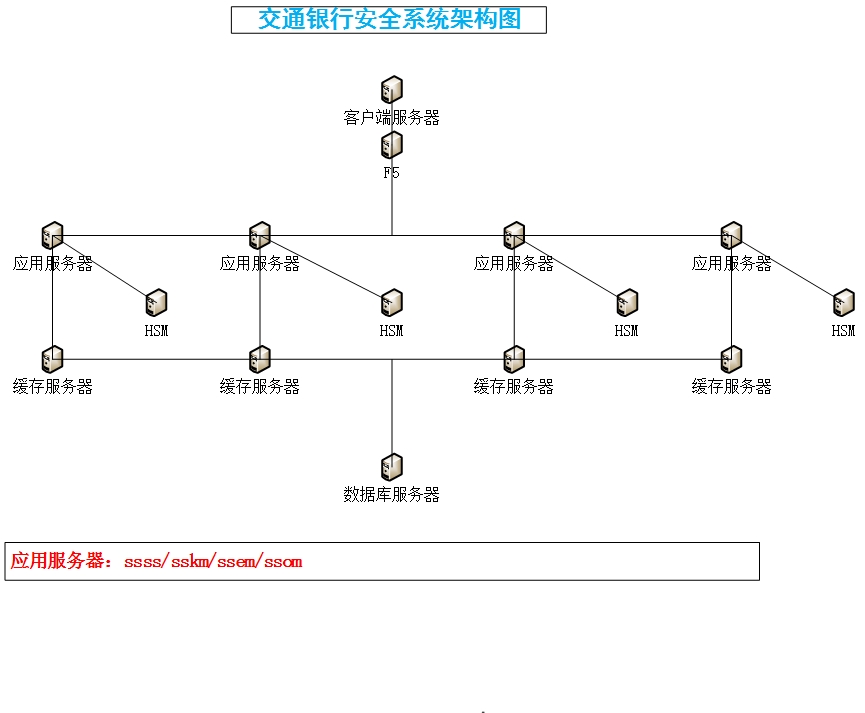 交通银行安全系统架构图
客户端服务器
F5
应用服务器 应用服务器 应用服务器 应用服务器
HSM HSM HSM HSM
缓存服务器 缓存服务器 缓存服务器 缓存服务器
数据库服务器
应用服务器：ssss/sskm/ssem/ssom